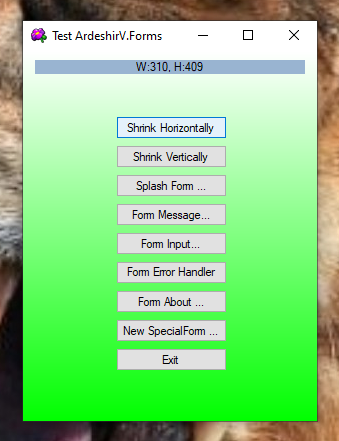 Test ArdeshirV.Forms
W:310, H:409
Shrink Horizontally
Shrink Vertically
Splash Form ...
Form Message...
Form Input...
Form Error Handler
Form About ...
New SpecialForm ...
Exit